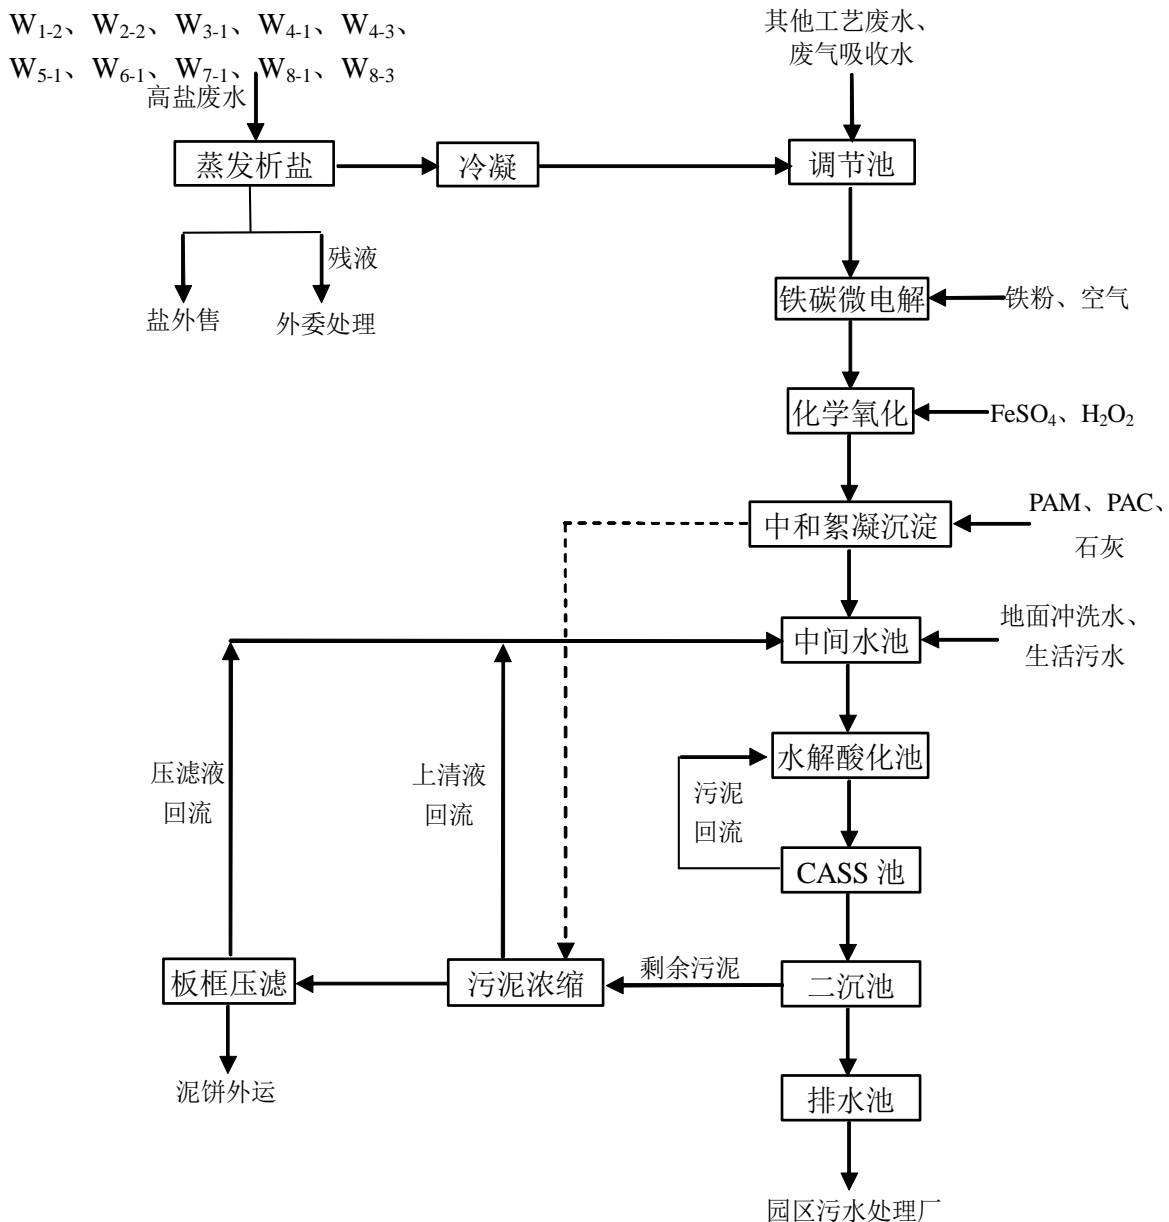 W₁₋₂、W₂₋₂、W₃₋₁、W₄₋₁、W₄₋₃、
W₅₋₁、W₆₋₁、W₇₋₁、W₈₋₁、W₈₋₃
高盐废水
其他工艺废水、
废气吸收水
蒸发析盐
冷凝
调节池
残液
盐外售
外委处理
铁碳微电解
铁粉、空气
化学氧化
FeSO₄、H₂O₂
中和絮凝沉淀
PAM、PAC、
石灰
中间水池
地面冲洗水、
生活污水
水解酸化池
压滤液
回流
上清液
回流
污泥
回流
CASS 池
板框压滤
污泥浓缩
剩余污泥
二沉池
泥饼外运
排水池
园区污水处理厂